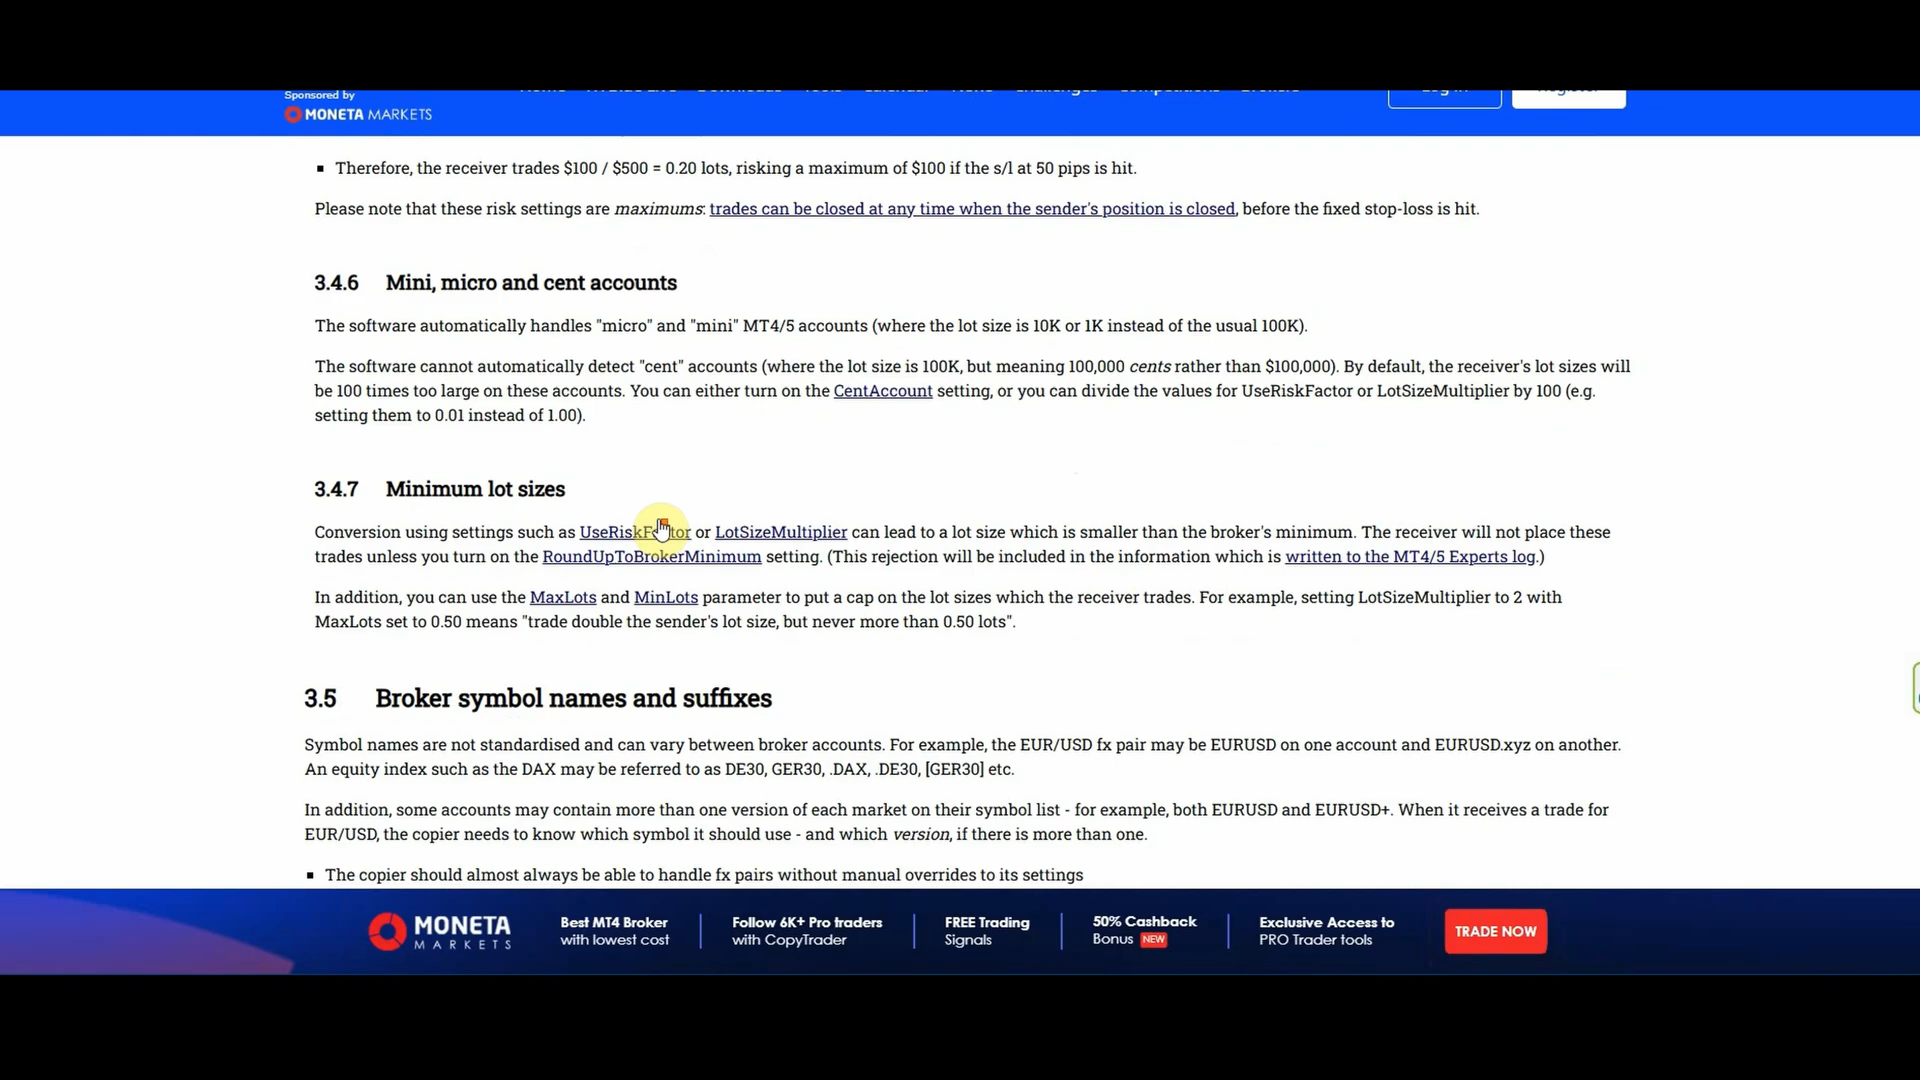 Sponsored by
MONETA MARKETS
Therefore, the receiver trades $100 / $500 = 0.20 lots, risking a maximum of $100 if the s/l at 50 pips is hit.
Please note that these risk settings are maximums: trades can be closed at any time when the sender's position is closed, before the fixed stop-loss is hit.
3.4.6 Mini, micro and cent accounts
The software automatically handles "micro" and "mini" MT4/5 accounts (where the lot size is 10K or 1K instead of the usual 100K).
The software cannot automatically detect "cent" accounts (where the lot size is 100K, but meaning 100,000 cents rather than $100,000). By default, the receiver's lot sizes will
be 100 times too large on these accounts. You can either turn on the CentAccount setting, or you can divide the values for UseRiskFactor or LotSizeMultiplier by 100 (e.g.
setting them to 0.01 instead of 1.00).
3.4.7 Minimum lot sizes
Conversion using settings such as UseRiskFactor or LotSizeMultiplier can lead to a lot size which is smaller than the broker's minimum. The receiver will not place these
trades unless you turn on the RoundUpToBrokerMinimum setting. (This rejection will be included in the information which is written to the MT4/5 Experts log.)
In addition, you can use the MaxLots and MinLots parameter to put a cap on the lot sizes which the receiver trades. For example, setting LotSizeMultiplier to 2 with
MaxLots set to 0.50 means "trade double the sender's lot size, but never more than 0.50 lots".
3.5 Broker symbol names and suffixes
Symbol names are not standardised and can vary between broker accounts. For example, the EUR/USD fx pair may be EURUSD on one account and EURUSD.xyz on another.
An equity index such as the DAX may be referred to as DE30, GER30, .DAX, .DE30, [GER30] etc.
In addition, some accounts may contain more than one version of each market on their symbol list - for example, both EURUSD and EURUSD+. When it receives a trade for
EUR/USD, the copier needs to know which symbol it should use - and which version, if there is more than one.
The copier should almost always be able to handle fx pairs without manual overrides to its settings
MONETA
MARKETS
Best MT4 Broker
with lowest cost
Follow 6K+ Pro traders
with CopyTrader
FREE Trading
Signals
50% Cashback
Bonus NEW
Exclusive Access to
PRO Trader tools
TRADE NOW